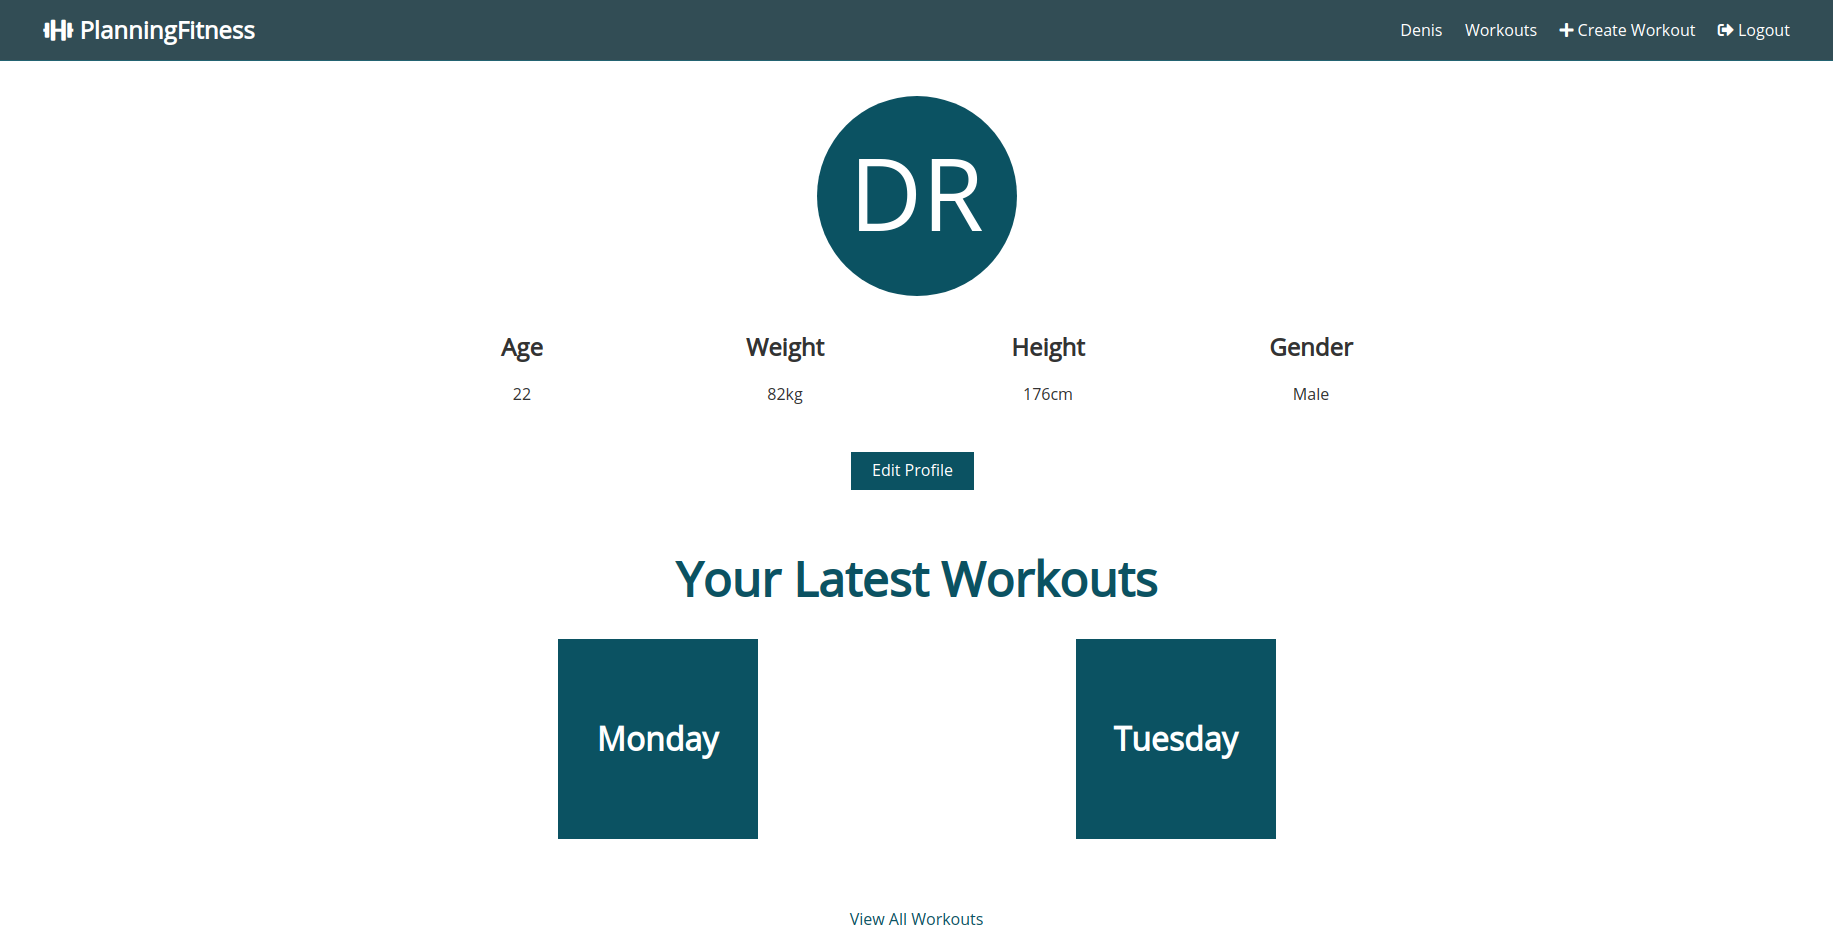 PlanningFitness
Denis Workouts Create Workout Logout
DR
Age Weight Height Gender
22 82kg 176cm Male
Edit Profile
Your Latest Workouts
Monday Tuesday
View All Workouts